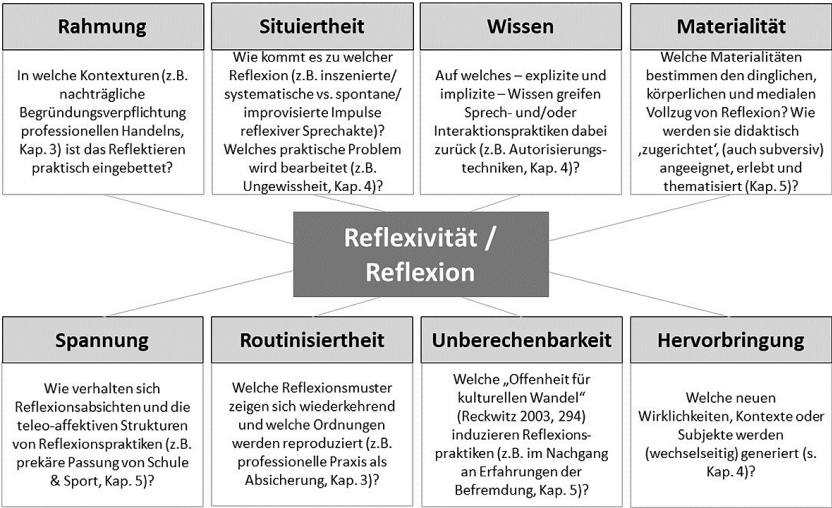 Rahmung
In welche Kontexturen (z.B.
nachträgliche
Begründungsverpflichtung
professionellen Handelns,
Kap. 3) ist das Reflektieren
praktisch eingebettet?
Situiertheit
Wie kommt es zu welcher
Reflexion (z.B. inszenierte/
systematische vs. spontane/
improvisierte Impulse
reflexiver Sprechakte)?
Welches praktische Problem
wird bearbeitet (z.B.
Ungewissheit, Kap. 4)?
Wissen
Auf welches – explizite und
implizite – Wissen greifen
Sprech- und/oder
Interaktionspraktiken dabei
zurück (z.B. Autorisierungs-
techniken, Kap. 4)?
Materialität
Welche Materialitäten
bestimmen den dinglichen,
körperlichen und medialen
Vollzug von Reflexion? Wie
werden sie didaktisch
‚zugerichtet‘, (auch subversiv)
angeeignet, erlebt und
thematisiert (Kap. 5)?
Reflexivität /
Reflexion
Spannung
Wie verhalten sich
Reflexionsabsichten und die
teleo-affektiven Strukturen
von Reflexionspraktiken (z.B.
prekäre Passung von Schule
& Sport, Kap. 5)?
Routinisiertheit
Welche Reflexionsmuster
zeigen sich wiederkehrend
und welche Ordnungen
werden reproduziert (z.B.
professionelle Praxis als
Absicherung, Kap. 3)?
Unberechenbarkeit
Welche „Offenheit für
kulturellen Wandel“
(Reckwitz 2003, 294)
induzieren Reflexions-
praktiken (z.B. im Nachgang
an Erfahrungen der
Befremdung, Kap. 5)?
Hervorbringung
Welche neuen
Wirklichkeiten, Kontexte oder
Subjekte werden
(wechselseitig) generiert (s.
Kap. 4)?